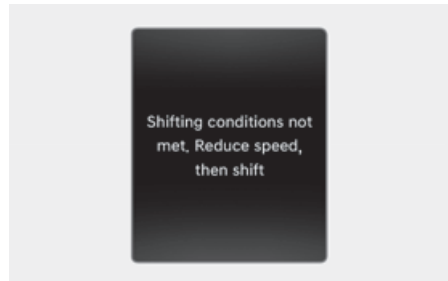 Shifting conditions not
met, Reduce speed,
then shift